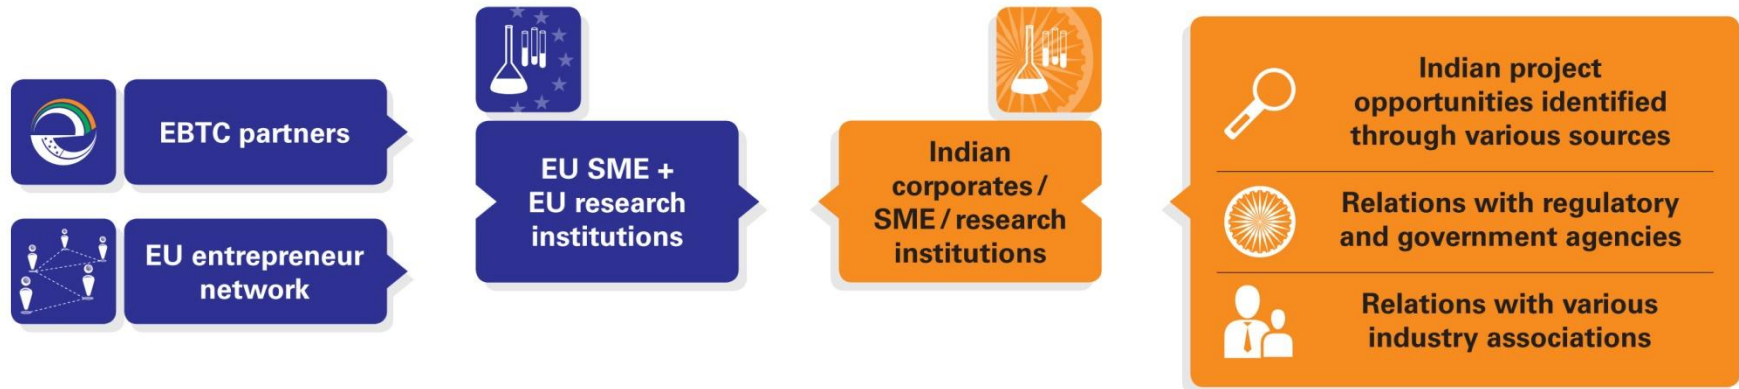 EBTC partners
EU entrepreneur
network
EU SME +
EU research
institutions
Indian
corporates /
SME / research
institutions
Indian project
opportunities identified
through various sources
Relations with regulatory
and government agencies
Relations with various
industry associations